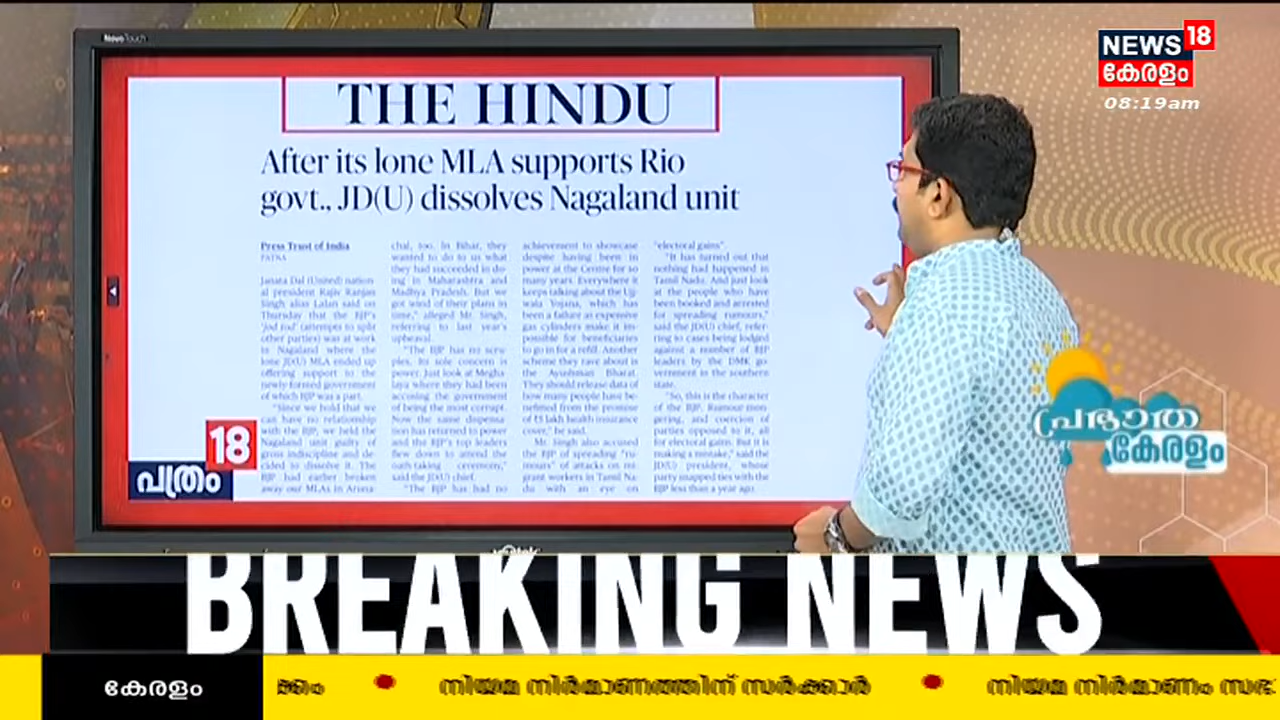 NovoTouch
NEWS 18
കേരളം
08:19am
THE HINDU
After its lone MLA supports Rio
govt., JD(U) dissolves Nagaland unit
Press Trust of India
PATNA
Janata Dal (United) nation-
al president Rajiv Ranjan
Singh alias Lalan said on
Thursday that the BJP's
'jod tod' (attempts to split
other parties) was at work
in Nagaland where the
lone JD(U) MLA ended up
offering support to the
newly formed government
of which BJP was a part.
"Since we hold that we
can have no relationship
with the BJP, we held the
Nagaland unit guilty of
gross indiscipline and de-
cided to dissolve it. The
BJP had earlier broken
away our MLAs in Aruna-
chal, too. In Bihar, they
wanted to do to us what
they had succeeded in do-
ing in Maharashtra and
Madhya Pradesh. But we
got wind of their plans in
time," alleged Mr. Singh,
referring to last year's
upheaval.
"The BJP has no scru-
ples, its sole concern is
power. Just look at Megha-
laya where they had been
accusing the government
of being the most corrupt.
Now the same dispensa-
tion has returned to power
and the BJP's top leaders
flew down to attend the
oath-taking ceremony,"
said the JD(U) chief.
"The BJP has had no
achievement to showcase
despite having been in
power at the Centre for so
many years. Everywhere it
keeps talking about the Ujj-
wala Yojana, which has
been a failure as expensive
gas cylinders make it im-
possible for beneficiaries
to go in for a refill. Another
scheme they rave about is
the Ayushman Bharat.
They should release data of
how many people have be-
nefitted from the promise
of ₹5 lakh health insurance
cover," he said.
Mr. Singh also accused
the BJP of spreading "ru-
mours" of attacks on mi-
grant workers in Tamil Na-
du with an eye on
"electoral gains".
"It has turned out that
nothing had happened in
Tamil Nadu. And just look
at the people who have
been booked and arrested
for spreading rumours,"
said the JD(U) chief, refer-
ring to cases being lodged
against a number of BJP
leaders by the DMK go-
vernment in the southern
state.
"So, this is the character
of the BJP. Rumour mon-
gering, and coercion of
parties opposed to it, all
for electoral gains. But it is
making a mistake," said the
JD(U) president, whose
party snapped ties with the
BJP less than a year ago.
18
പത്രം
പ്രഭാത
കേരളം
BREAKING NEWS
കേരളം
നിയമ നിർമാണത്തിന് സർക്കാർ
നിയമ നിർമാണം